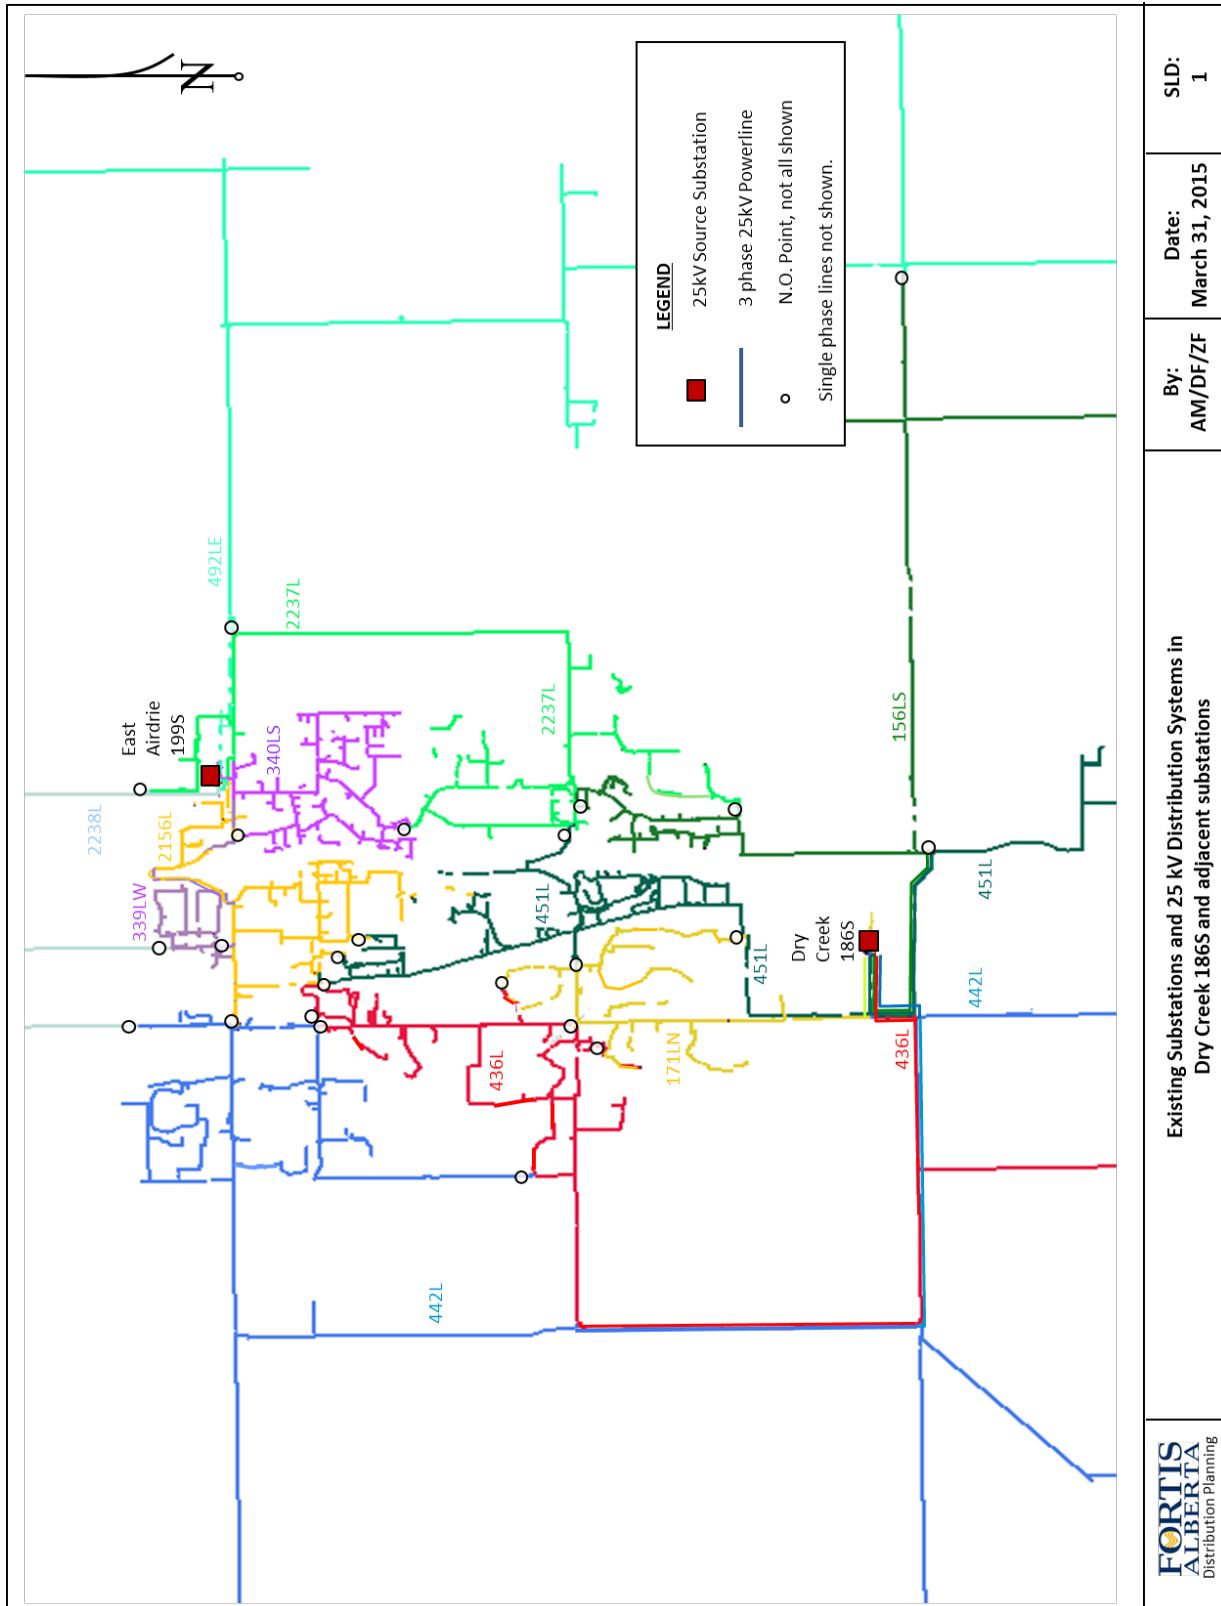 N
East
Airdrie
199S
2238L
2156L
339LW
340LS
492LE
2237L
2237L
451L
451L
451L
156LS
Dry
Creek
186S
442L
442L
436L
436L
171LN
LEGEND
25kV Source Substation
3 phase 25kV Powerline
N.O. Point, not all shown
Single phase lines not shown.
FORTIS
ALBERTA
Distribution Planning
Existing Substations and 25 kV Distribution Systems in
Dry Creek 186S and adjacent substations
By:
AM/DF/ZF
Date:
March 31, 2015
SLD:
1